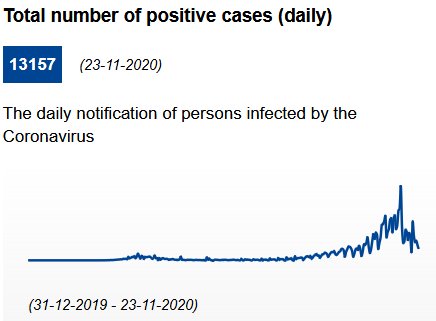 Total number of positive cases (daily)
13157 (23-11-2020)
The daily notification of persons infected by the
Coronavirus
(31-12-2019 - 23-11-2020)